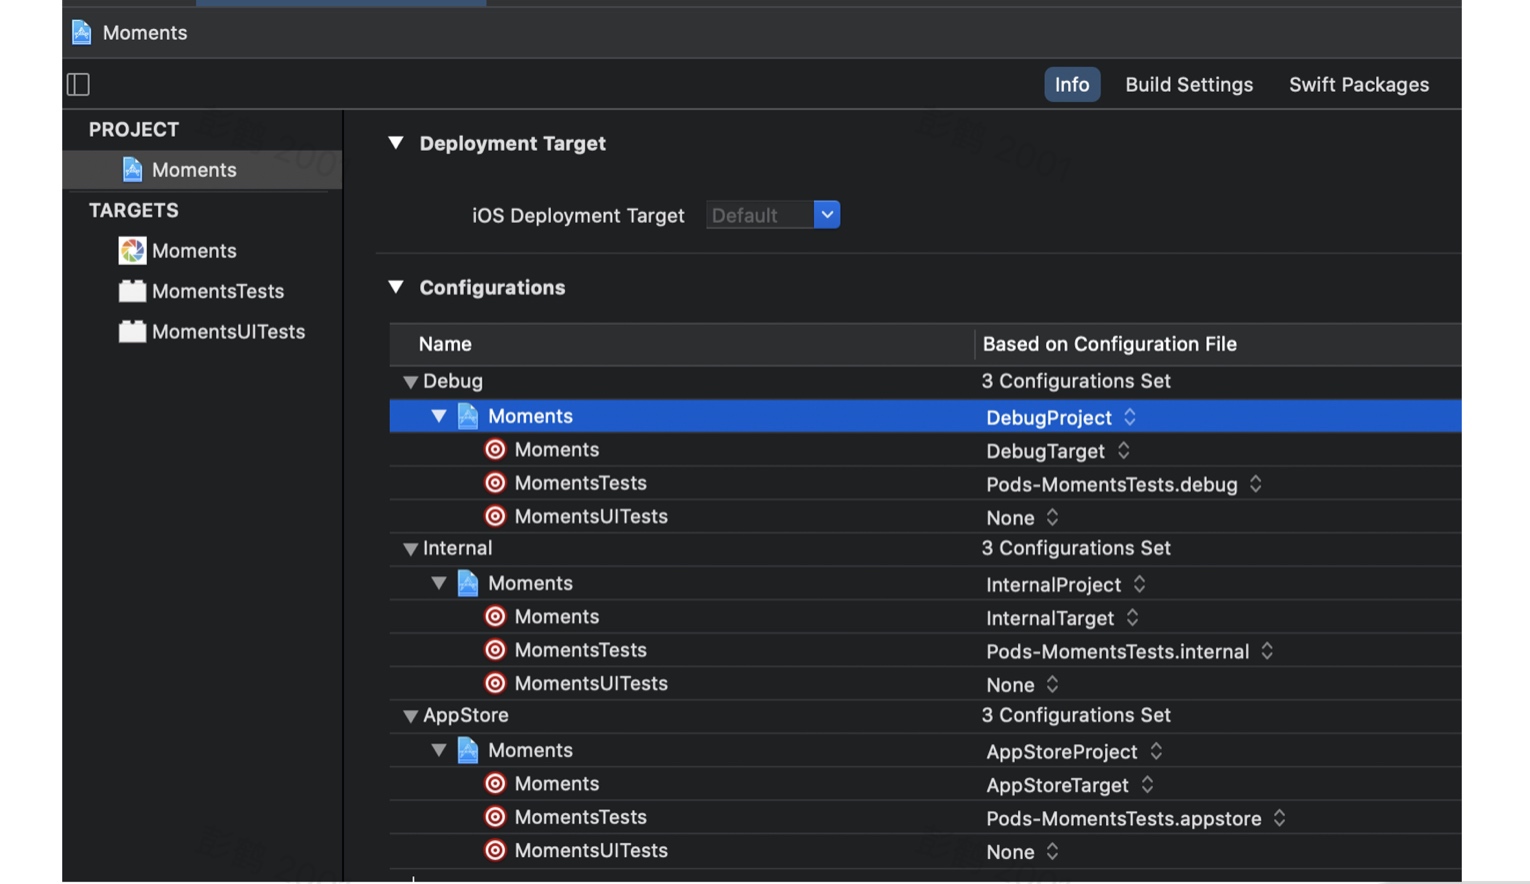 Moments
Info Build Settings Swift Packages
PROJECT
Moments
TARGETS
Moments
MomentsTests
MomentsUITests
Deployment Target
iOS Deployment Target Default
Configurations
Name Based on Configuration File
Debug 3 Configurations Set
Moments DebugProject
Moments DebugTarget
MomentsTests Pods-MomentsTests.debug
MomentsUITests None
Internal 3 Configurations Set
Moments InternalProject
Moments InternalTarget
MomentsTests Pods-MomentsTests.internal
MomentsUITests None
AppStore 3 Configurations Set
Moments AppStoreProject
Moments AppStoreTarget
MomentsTests Pods-MomentsTests.appstore
MomentsUITests None
2001